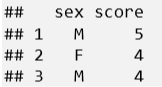 ##   sex score
## 1   M     5
## 2   F     4
## 3   M     4